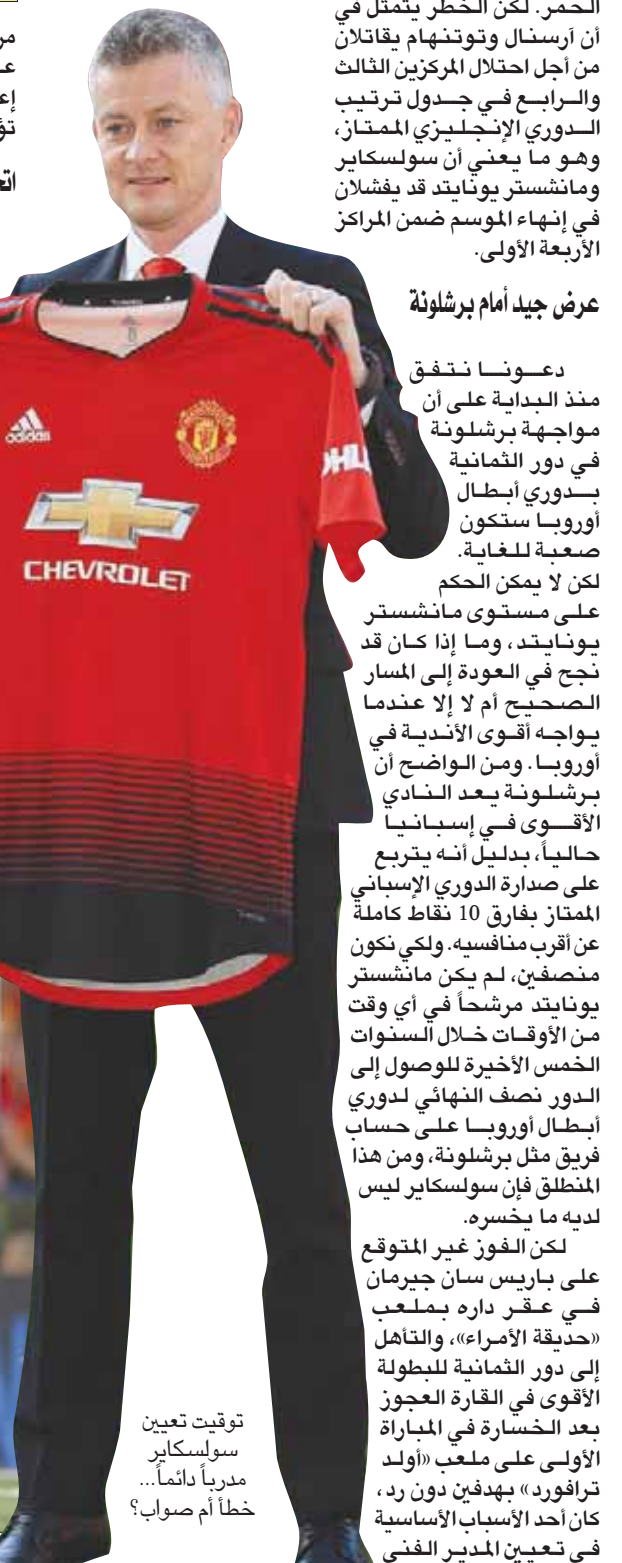 الحمر. لكن الخطر يتمثل في
أن آرسنال وتوتنهام يقاتلان
من أجل احتلال المركزين الثالث
والرابع في جدول ترتيب
الدوري الإنجليزي الممتاز،
وهو ما يعني أن سولسكاير
ومانشستر يونايتد قد يفشلان
في إنهاء الموسم ضمن المراكز
الأربعة الأولى.
عرض جيد أمام برشلونة
دعونا نتفق
منذ البداية على أن
مواجهة برشلونة
في دور الثمانية
بدوري أبطال
أوروبا ستكون
صعبة للغاية.
لكن لا يمكن الحكم
على مستوى مانشستر
يونايتد، وما إذا كان قد
نجح في العودة إلى المسار
الصحيح أم لا إلا عندما
يواجه أقوى الأندية في
أوروبا. ومن الواضح أن
برشلونة يعد النادي
الأقوى في إسبانيا
حالياً، بدليل أنه يتربع
على صدارة الدوري الإسباني
الممتاز بفارق 10 نقاط كاملة
عن أقرب منافسيه. ولكي نكون
منصفين، لم يكن مانشستر
يونايتد مرشحاً في أي وقت
من الأوقات خلال السنوات
الخمس الأخيرة للوصول إلى
الدور نصف النهائي لدوري
أبطال أوروبا على حساب
فريق مثل برشلونة، ومن هذا
المنطلق فإن سولسكاير ليس
لديه ما يخسره.
لكن الفوز غير المتوقع
على باريس سان جيرمان
في عقر داره بملعب
«حديقة الأمراء»، والتأهل
إلى دور الثمانية للبطولة
الأقوى في القارة العجوز
بعد الخسارة في المباراة
الأولى على ملعب «أولد
ترافورد» بهدفين دون رد،
كان أحد الأسباب الأساسية
في تعيين المدير الفني
adidas
CHEVROLET
توقيت تعيين
سولسكاير
مدرباً دائماً...
خطأ أم صواب؟